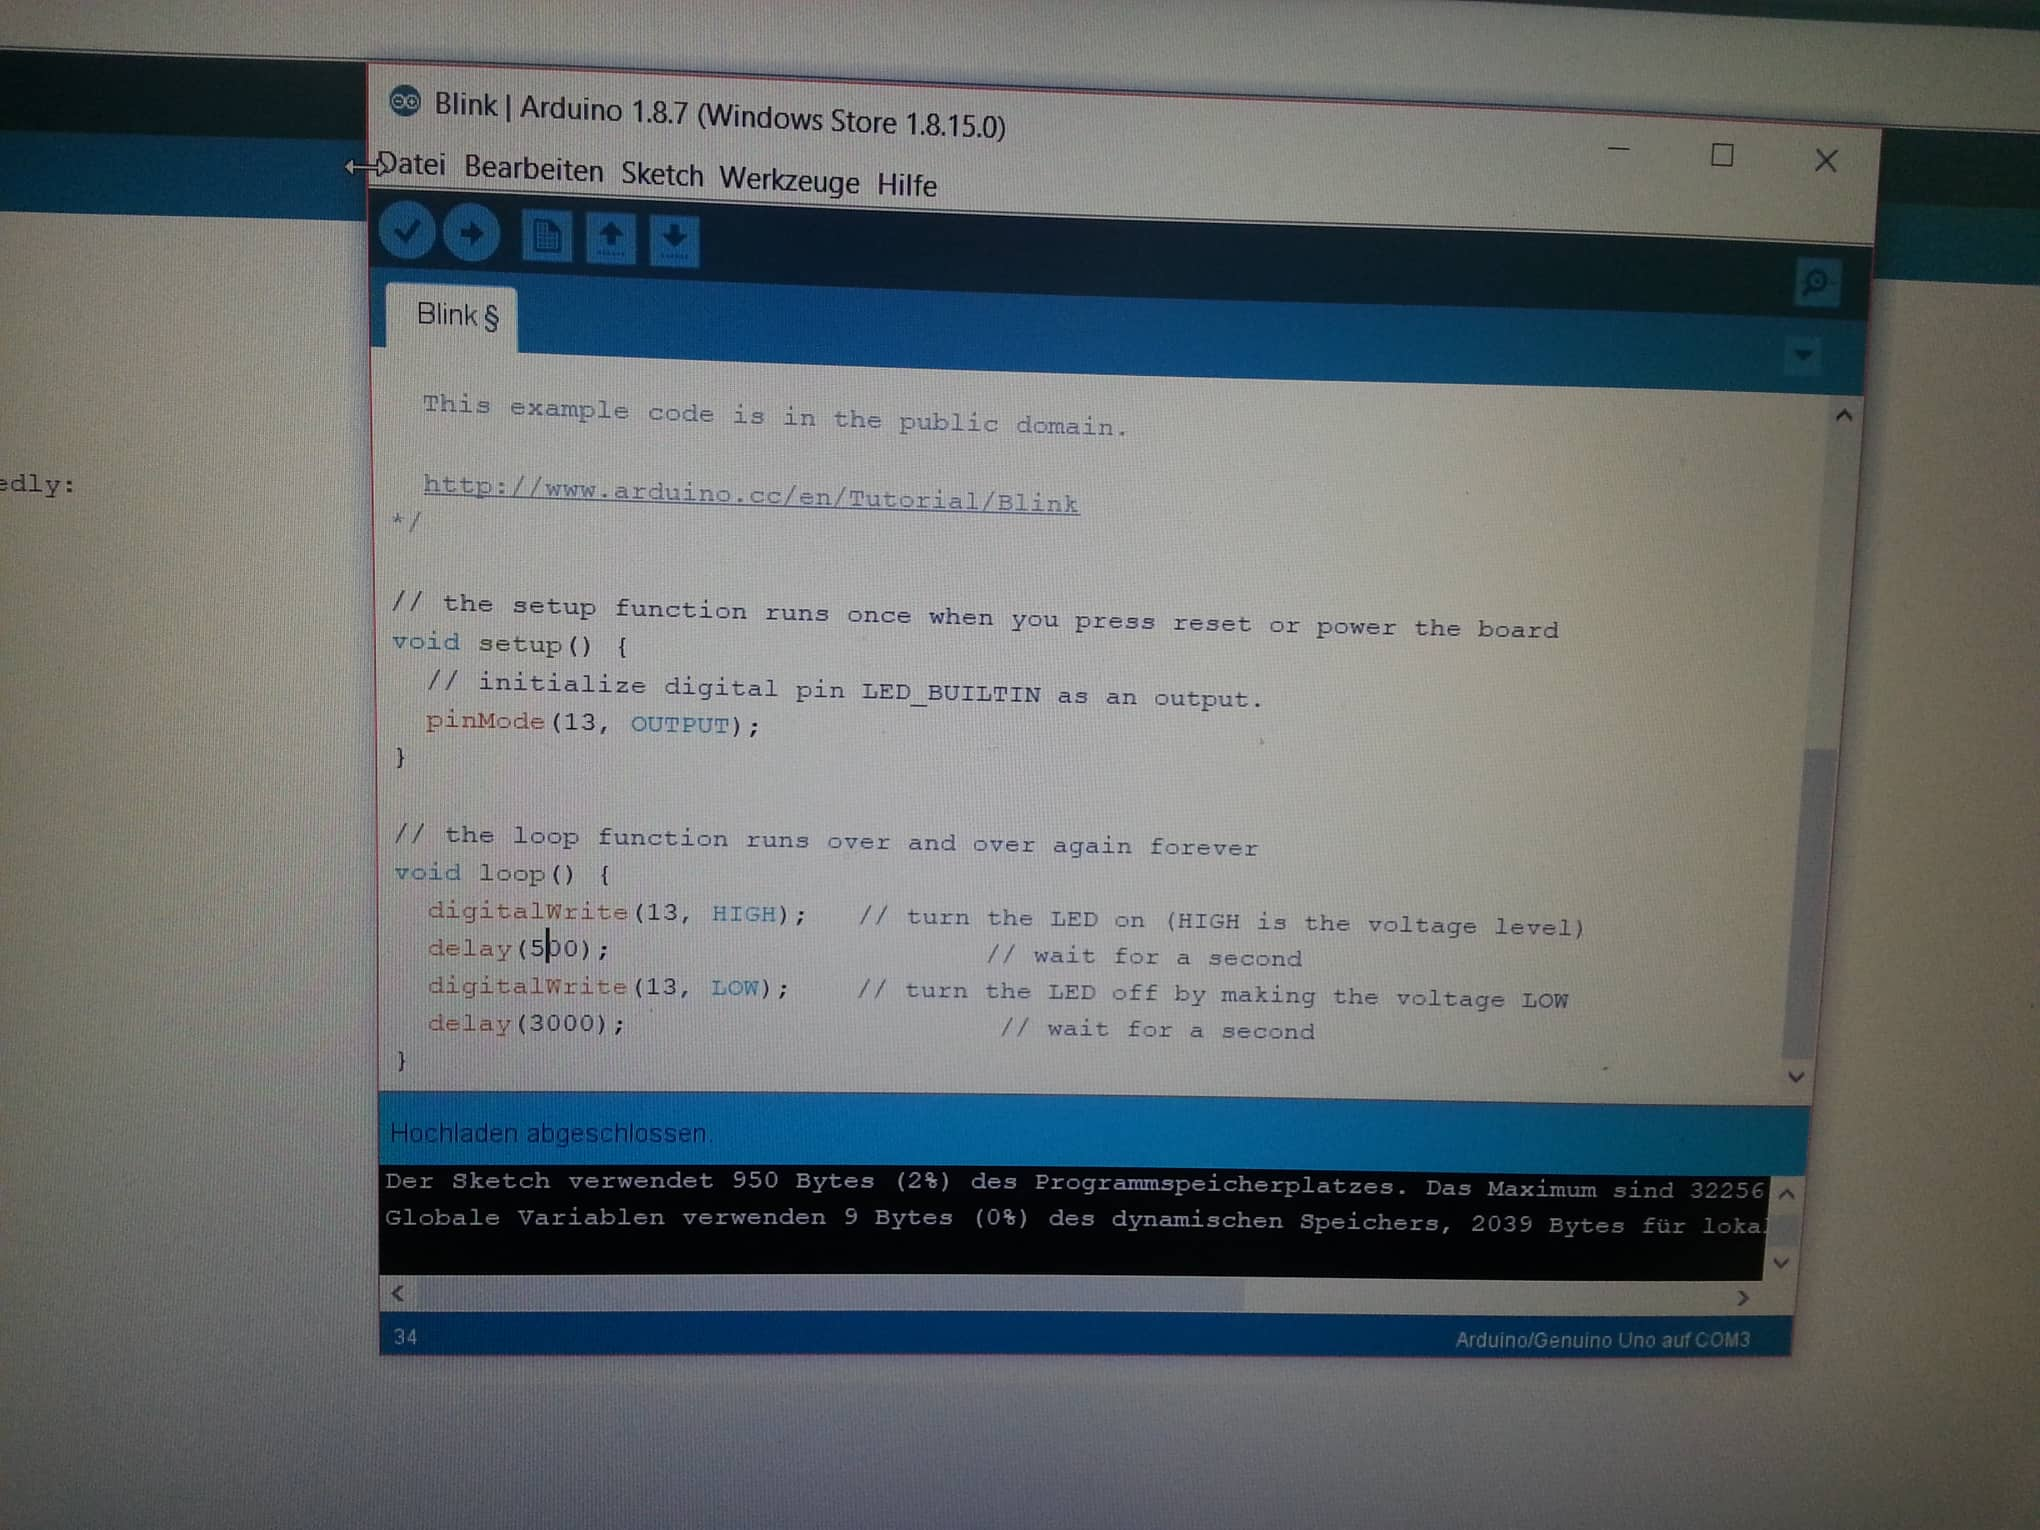 Blink | Arduino 1.8.7 (Windows Store 1.8.15.0)
Datei Bearbeiten Sketch Werkzeuge Hilfe
Blink §
This example code is in the public domain.
edly:
http://www.arduino.cc/en/Tutorial/Blink
*/
// the setup function runs once when you press reset or power the board
void setup() {
// initialize digital pin LED_BUILTIN as an output.
pinMode(13, OUTPUT);
}
// the loop function runs over and over again forever
void loop() {
digitalWrite(13, HIGH); // turn the LED on (HIGH is the voltage level)
delay(500); // wait for a second
digitalWrite(13, LOW); // turn the LED off by making the voltage LOW
delay(3000); // wait for a second
}
Hochladen abgeschlossen.
Der Sketch verwendet 950 Bytes (2%) des Programmspeicherplatzes. Das Maximum sind 32256
Globale Variablen verwenden 9 Bytes (0%) des dynamischen Speichers, 2039 Bytes für lokal
34
Arduino/Genuino Uno auf COM3